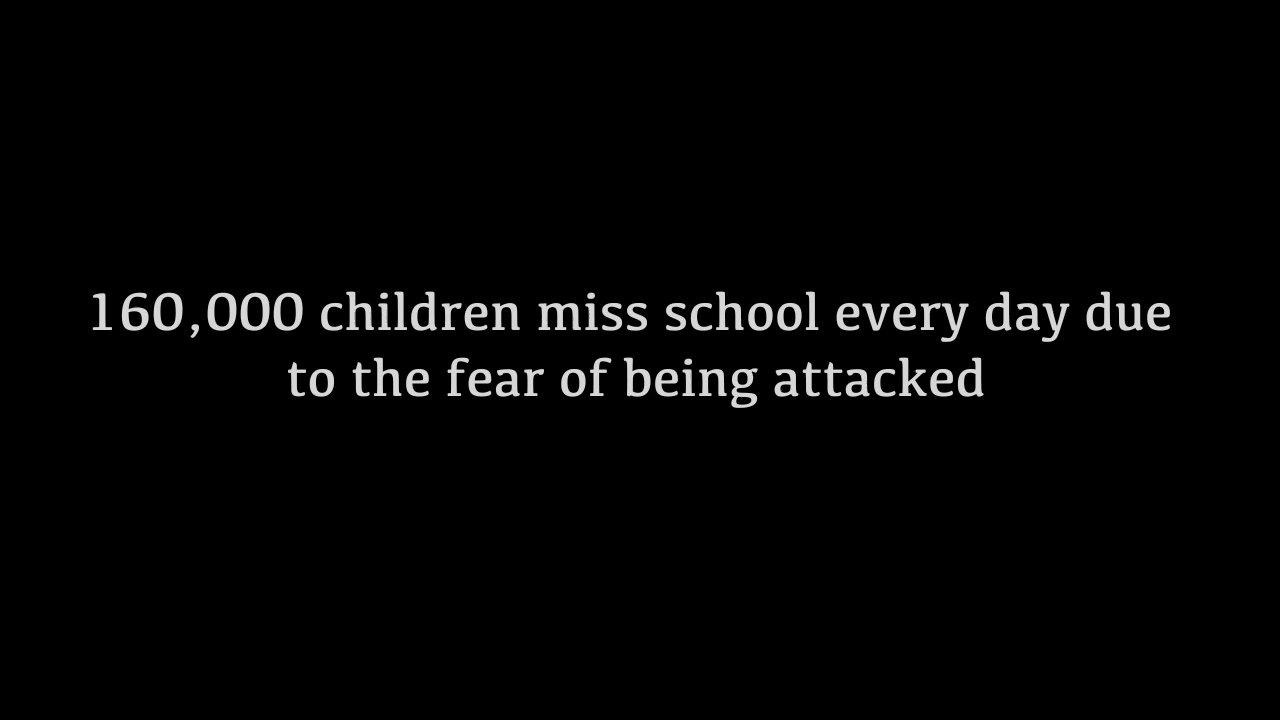 160,000 children miss school every day due
to the fear of being attacked